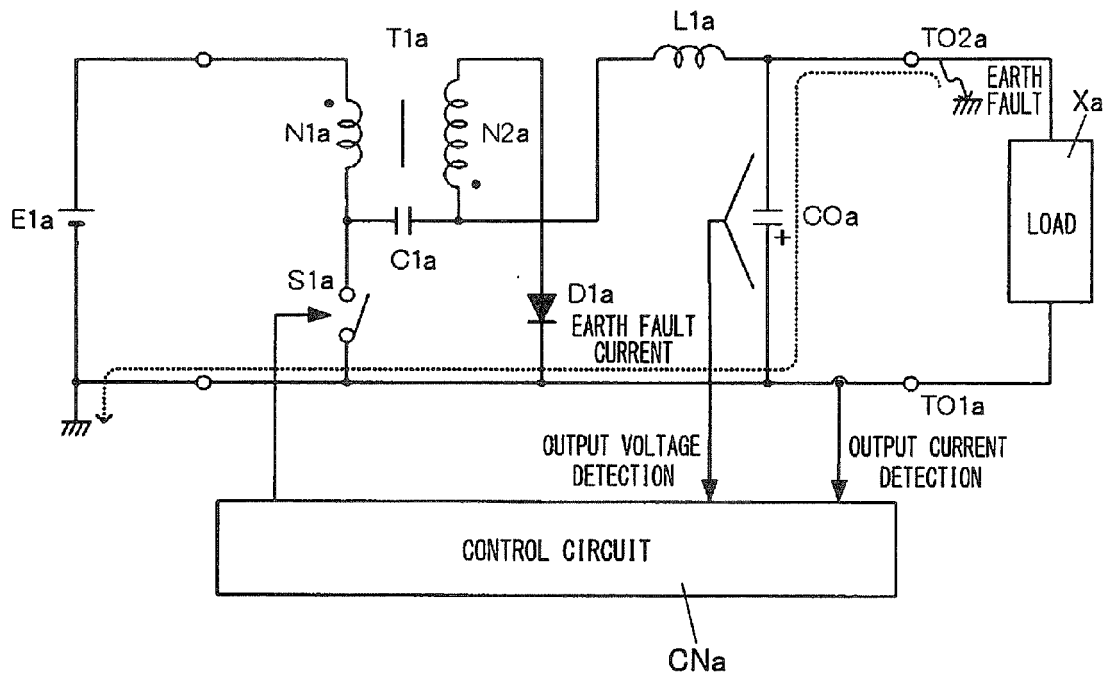 T1a
L1a
TO2a
EARTH
FAULT
Xa
N1a
N2a
E1a
C1a
COa
+
LOAD
S1a
D1a
EARTH FAULT
CURRENT
TO1a
OUTPUT VOLTAGE
DETECTION
OUTPUT CURRENT
DETECTION
CONTROL CIRCUIT
CNa